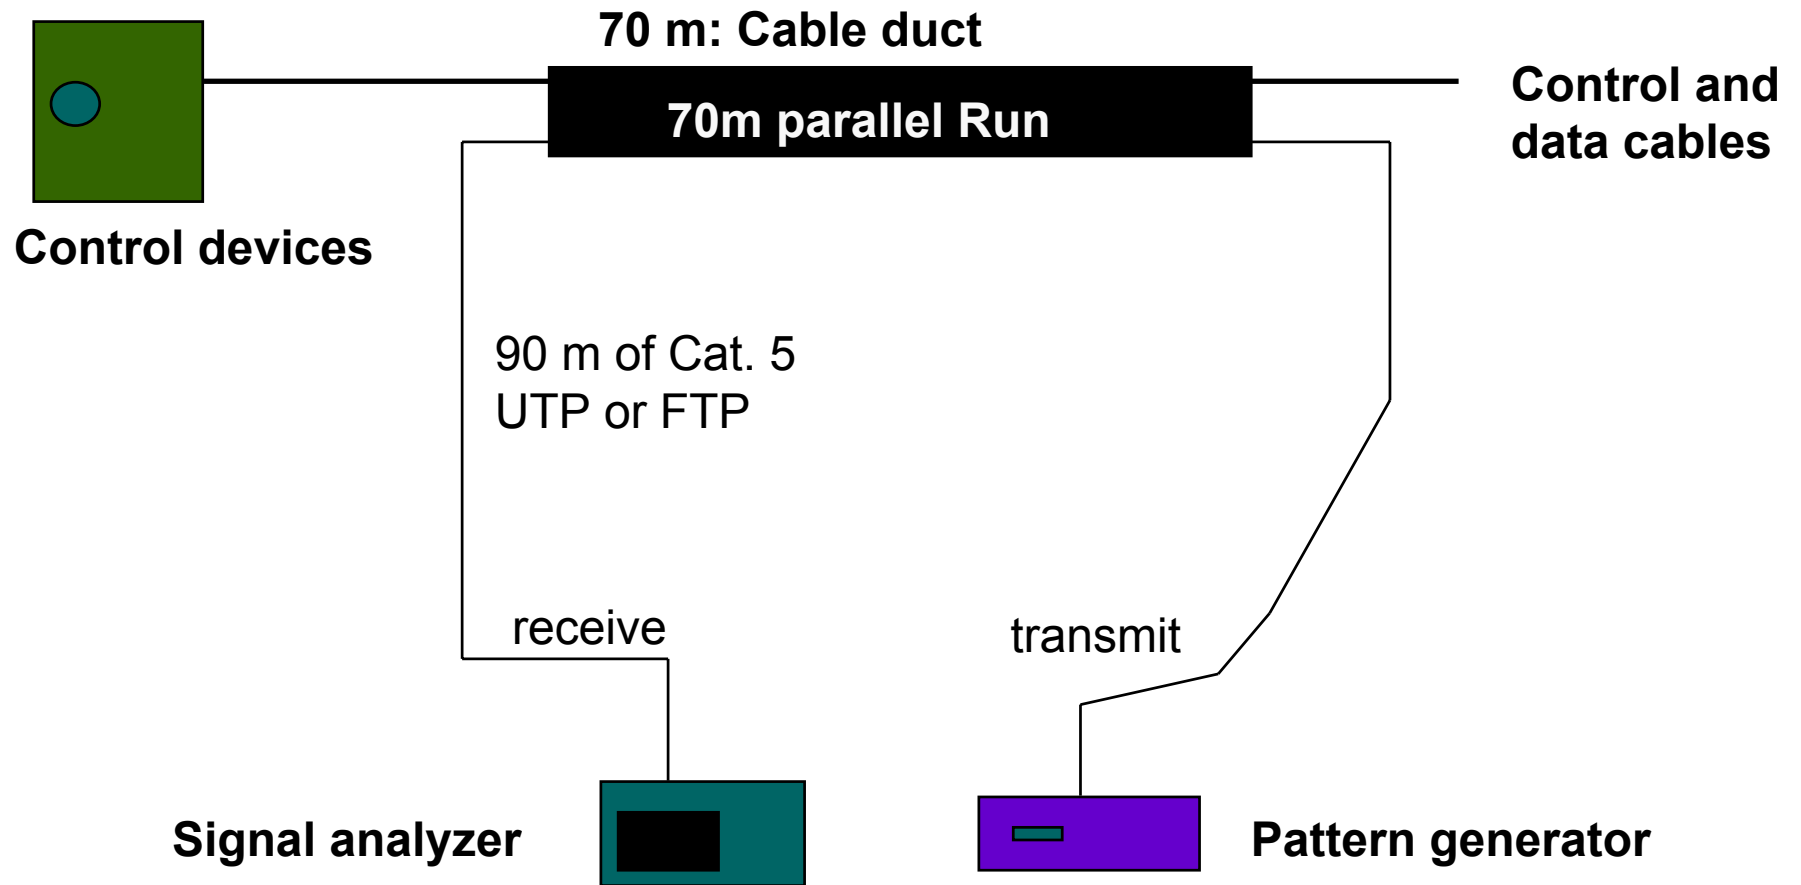 70 m: Cable duct
70m parallel Run
Control and
data cables
Control devices
90 m of Cat. 5
UTP or FTP
receive
transmit
Signal analyzer
Pattern generator